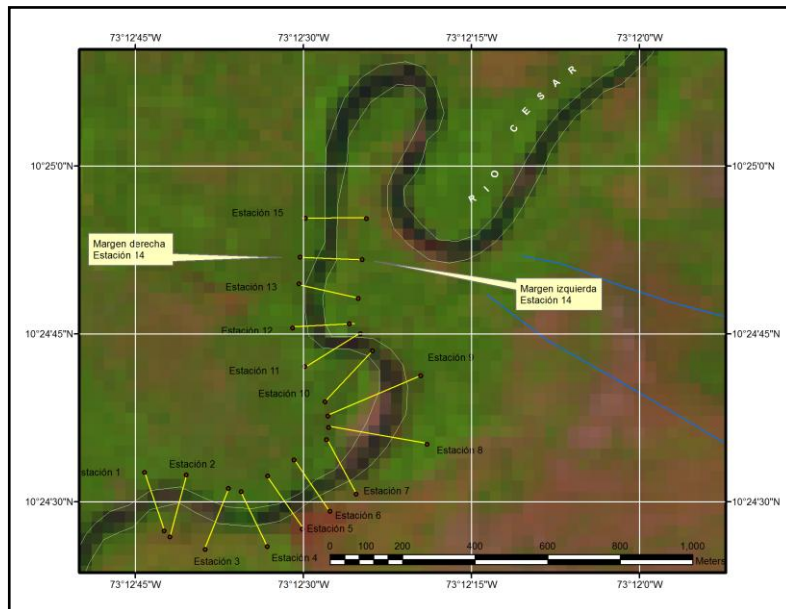 73°12'45"W 73°12'30"W 73°12'15"W 73°12'0"W
RIO CESAR
10°25'0"N 10°25'0"N
Estación 15
Margen derecha
Estación 14
Estación 13
Margen izquierda
Estación 14
Estación 12
10°24'45"N 10°24'45"N
Estación 11
Estación 9
Estación 10
Estación 8
stación 1
Estación 2
Estación 7
10°24'30"N 10°24'30"N
Estación 6
Estación 5
Estación 3
Estación 4
0 100 200 400 600 800 1,000
Meters
73°12'45"W 73°12'30"W 73°12'15"W 73°12'0"W